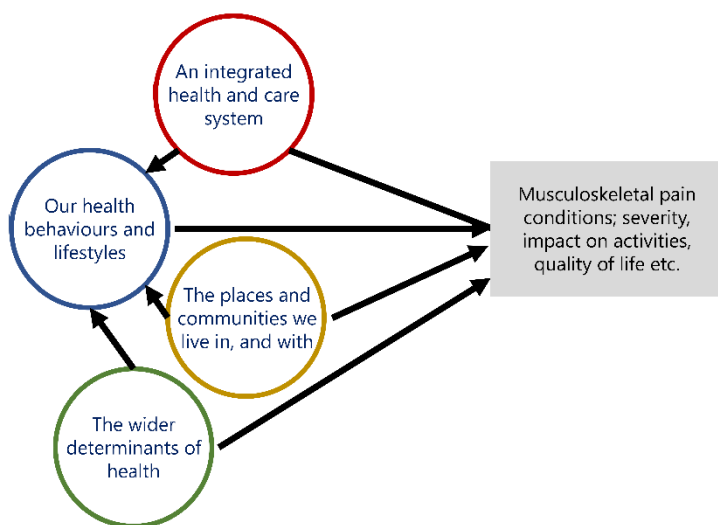 An integrated
health and care
system
Our health
behaviours and
lifestyles
The places and
communities we
live in, and with
The wider
determinants of
health
Musculoskeletal pain
conditions; severity,
impact on activities,
quality of life etc.